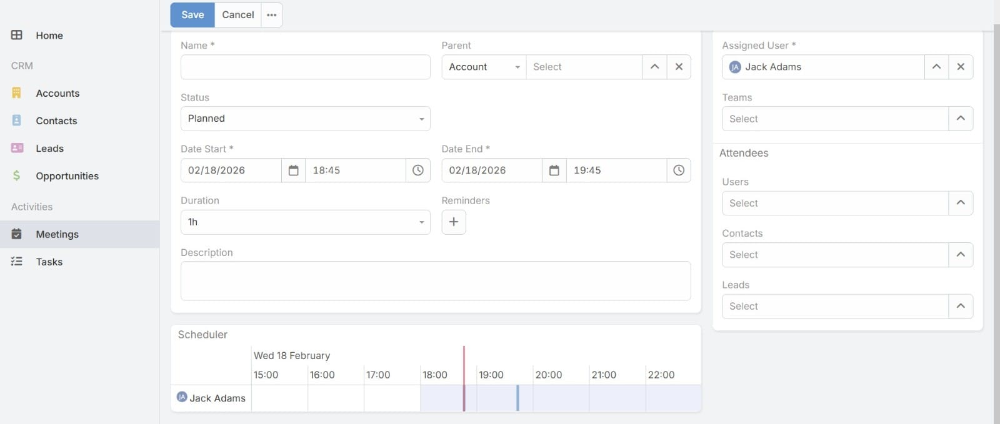 Save Cancel
Home
CRM
Accounts
Contacts
Leads
Opportunities
Activities
Meetings
Tasks
Name *
Parent
Account Select
Status
Planned
Date Start *
02/18/2026 18:45
Date End *
02/18/2026 19:45
Duration
1h
Reminders
Description
Scheduler
Wed 18 February
15:00 16:00 17:00 18:00 19:00 20:00 21:00 22:00
JA Jack Adams
Assigned User *
JA Jack Adams
Teams
Select
Attendees
Users
Select
Contacts
Select
Leads
Select